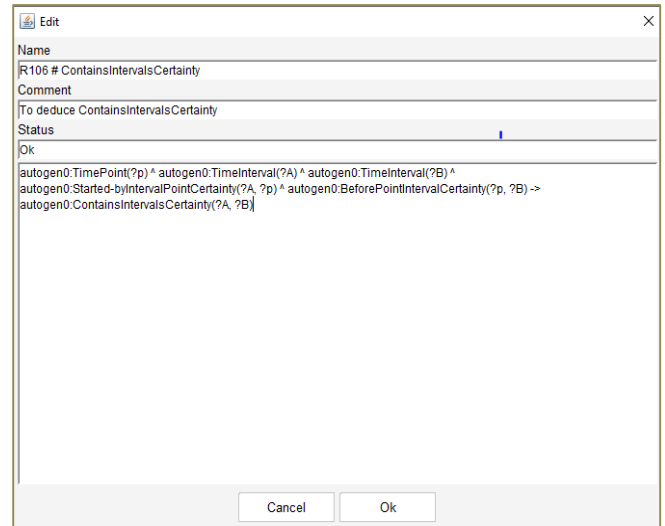 Edit
Name
R106 # ContainsIntervalsCertainty
Comment
To deduce ContainsIntervalsCertainty
Status
Ok
autogen0:TimePoint(?p) ^ autogen0:TimeInterval(?A) ^ autogen0:TimeInterval(?B) ^
autogen0:Started-byIntervalPointCertainty(?A, ?p) ^ autogen0:BeforePointIntervalCertainty(?p, ?B) ->
autogen0:ContainsIntervalsCertainty(?A, ?B)
Cancel Ok